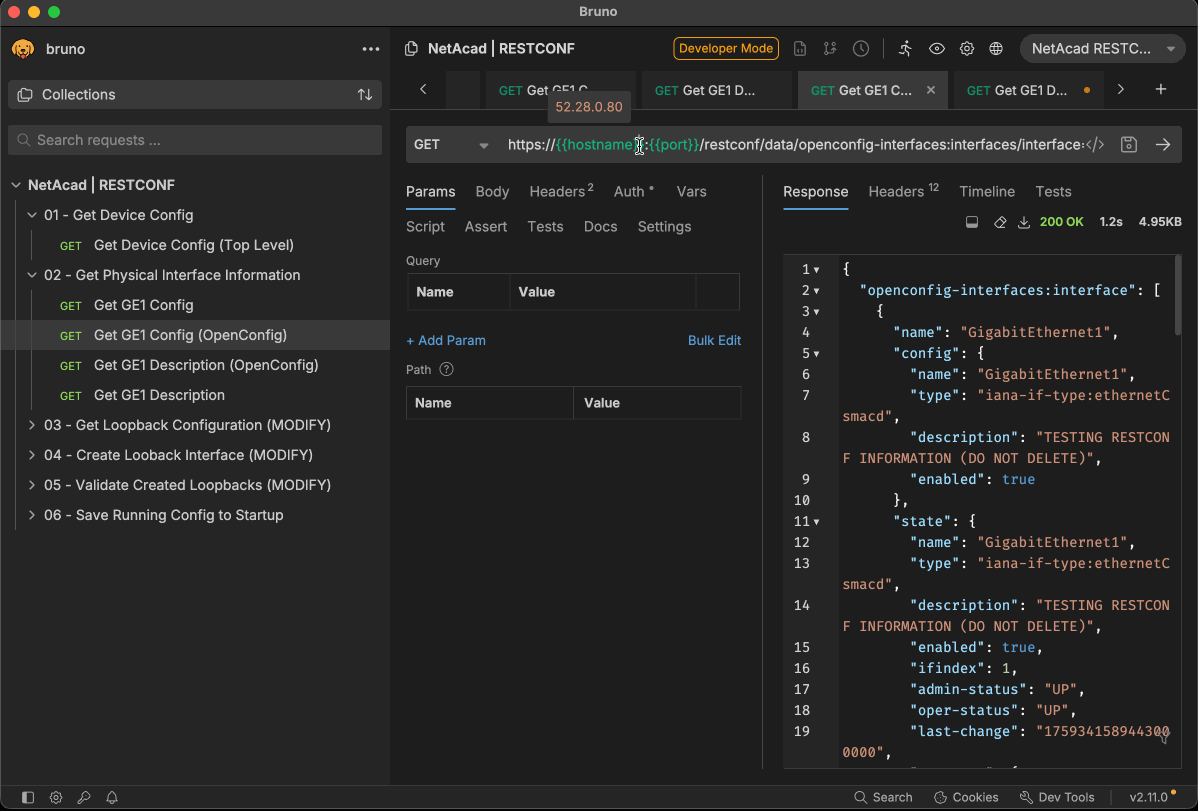 Bruno
bruno
NetAcad | RESTCONF
Developer Mode
NetAcad RESTC...
Collections
GET Get GE1 C...
GET Get GE1 D...
GET Get GE1 C...
GET Get GE1 D...
52.28.0.80
Search requests ...
GET
https://{{hostname}}:{{port}}/restconf/data/openconfig-interfaces:interfaces/interface
NetAcad | RESTCONF
01 - Get Device Config
GET Get Device Config (Top Level)
02 - Get Physical Interface Information
GET Get GE1 Config
GET Get GE1 Config (OpenConfig)
GET Get GE1 Description (OpenConfig)
GET Get GE1 Description
03 - Get Loopback Configuration (MODIFY)
04 - Create Looback Interface (MODIFY)
05 - Validate Created Loopbacks (MODIFY)
06 - Save Running Config to Startup
Params Body Headers 2 Auth Vars
Script Assert Tests Docs Settings
Query
Name Value
+ Add Param Bulk Edit
Path ?
Name Value
Response Headers 12 Timeline Tests
200 OK 1.2s 4.95KB
1 {
2 "openconfig-interfaces:interface": [
3 {
4 "name": "GigabitEthernet1",
5 "config": {
6 "name": "GigabitEthernet1",
7 "type": "iana-if-type:ethernetC
smacd",
8 "description": "TESTING RESTCON
F INFORMATION (DO NOT DELETE)",
9 "enabled": true
10 },
11 "state": {
12 "name": "GigabitEthernet1",
13 "type": "iana-if-type:ethernetC
smacd",
14 "description": "TESTING RESTCON
F INFORMATION (DO NOT DELETE)",
15 "enabled": true,
16 "ifindex": 1,
17 "admin-status": "UP",
18 "oper-status": "UP",
19 "last-change": "175934158944300
0000",
Search Cookies Dev Tools v2.11.0